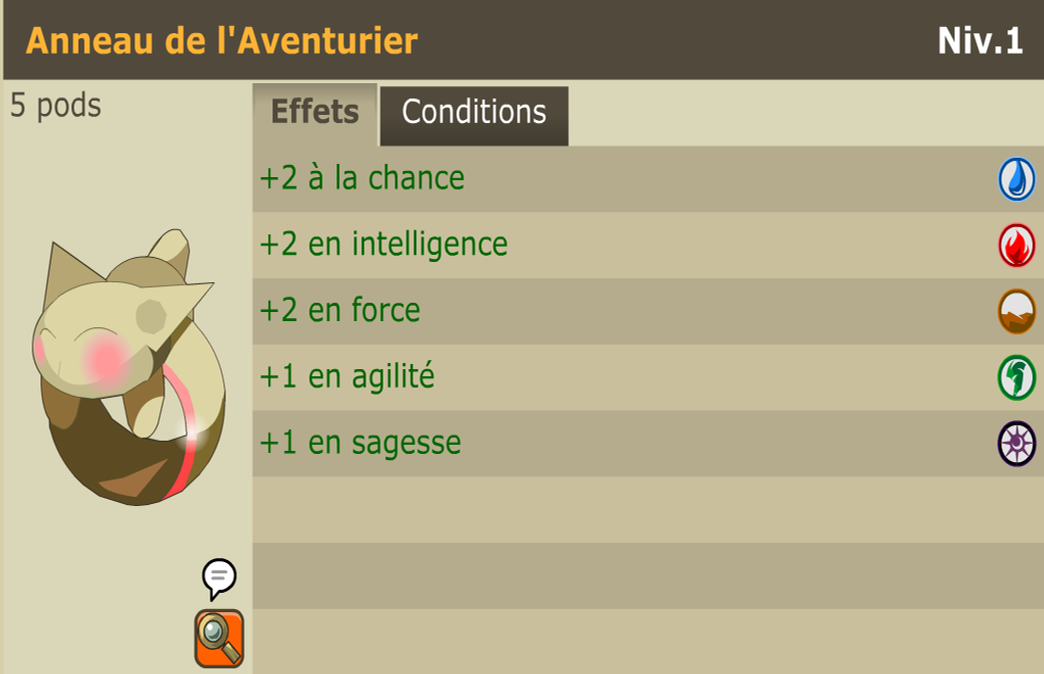 Anneau de l'Aventurier Niv.1
5 pods
Effets Conditions
+2 à la chance
+2 en intelligence
+2 en force
+1 en agilité
+1 en sagesse